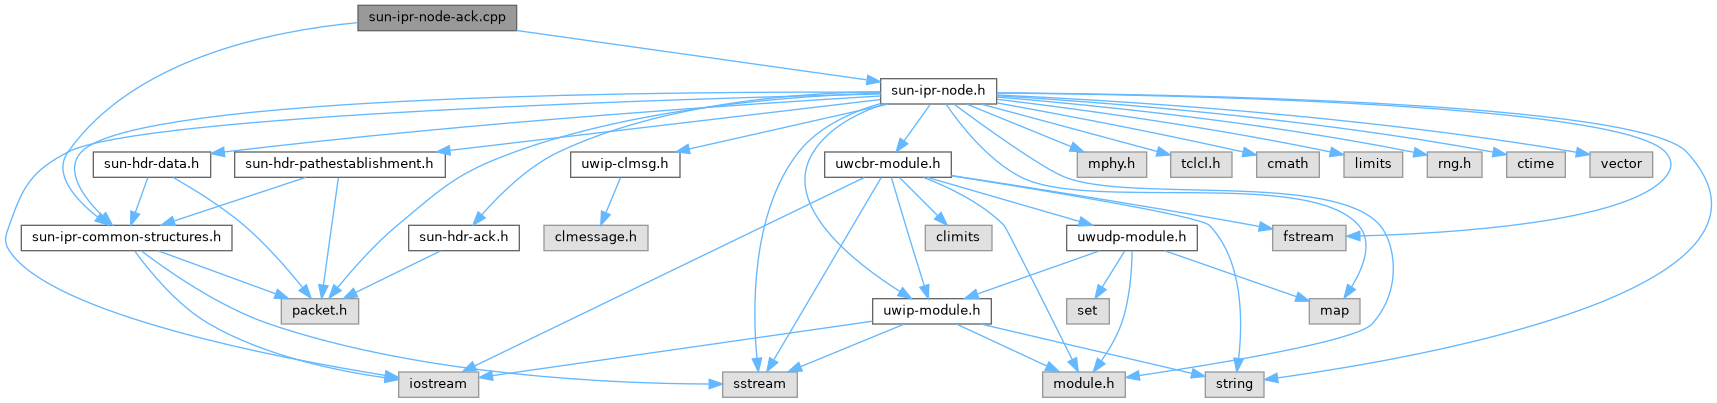 sun-ipr-node-ack.cpp
sun-ipr-node.h
sun-hdr-data.h
sun-hdr-pathestablishment.h
uwip-clmsg.h
uwcbr-module.h
mphy.h
tclcl.h
cmath
limits
rng.h
ctime
vector
sun-ipr-common-structures.h
sun-hdr-ack.h
clmessage.h
climits
uwudp-module.h
fstream
packet.h
uwip-module.h
set
map
iostream
sstream
module.h
string